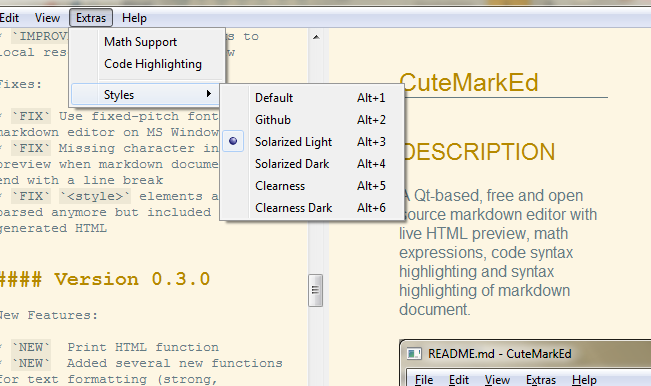 Edit View Extras Help
Math Support
Code Highlighting
Styles
Default Alt+1
Github Alt+2
Solarized Light Alt+3
Solarized Dark Alt+4
Clearness Alt+5
Clearness Dark Alt+6
* `IMPROV s to
local res w
Fixes:
* `FIX` Use fixed-pitch font
markdown editor on MS Window
* `FIX` Missing character in
preview when markdown docume
end with a line break
* `FIX` `<style>` elements a
parsed anymore but included
generated HTML
#### Version 0.3.0
New Features:
* `NEW` Print HTML function
* `NEW` Added several new functions
for text formatting (strong,
CuteMarkEd
DESCRIPTION
A Qt-based, free and open
source markdown editor with
live HTML preview, math
expressions, code syntax
highlighting and syntax
highlighting of markdown
document.
README.md - CuteMarkEd
File Edit View Extras Help